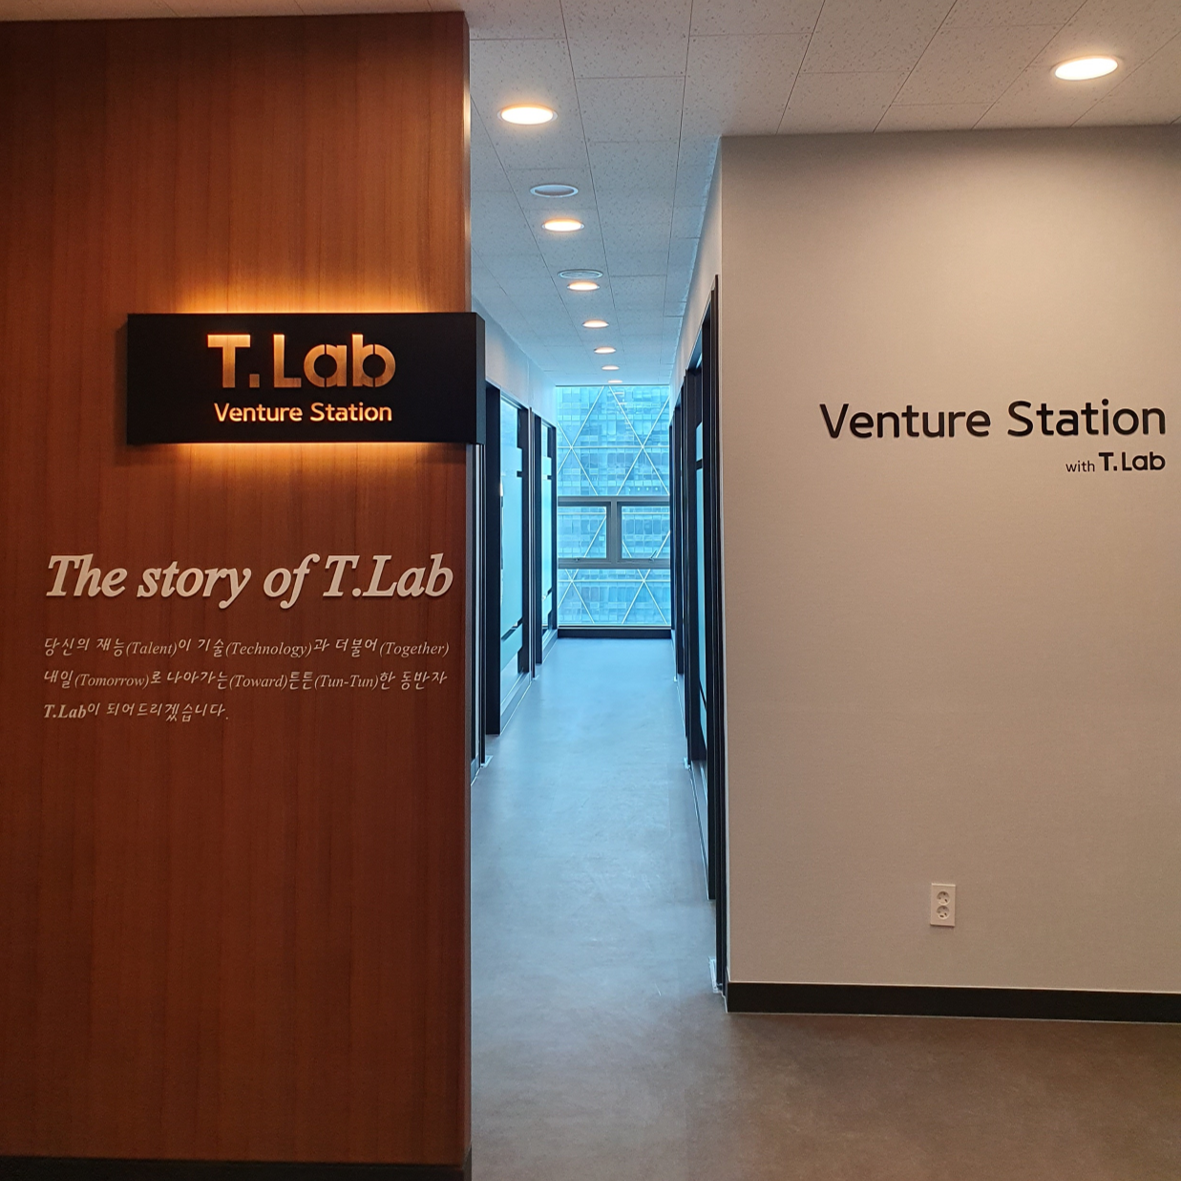 T.Lab
Venture Station
The story of T.Lab
당신의 재능(Talent)이 기술(Technology)과 더불어(Together)
내일(Tomorrow)로 나아가는(Toward)튼튼(Tun-Tun)한 동반자
T.Lab이 되어드리겠습니다.
Venture Station
with T.Lab